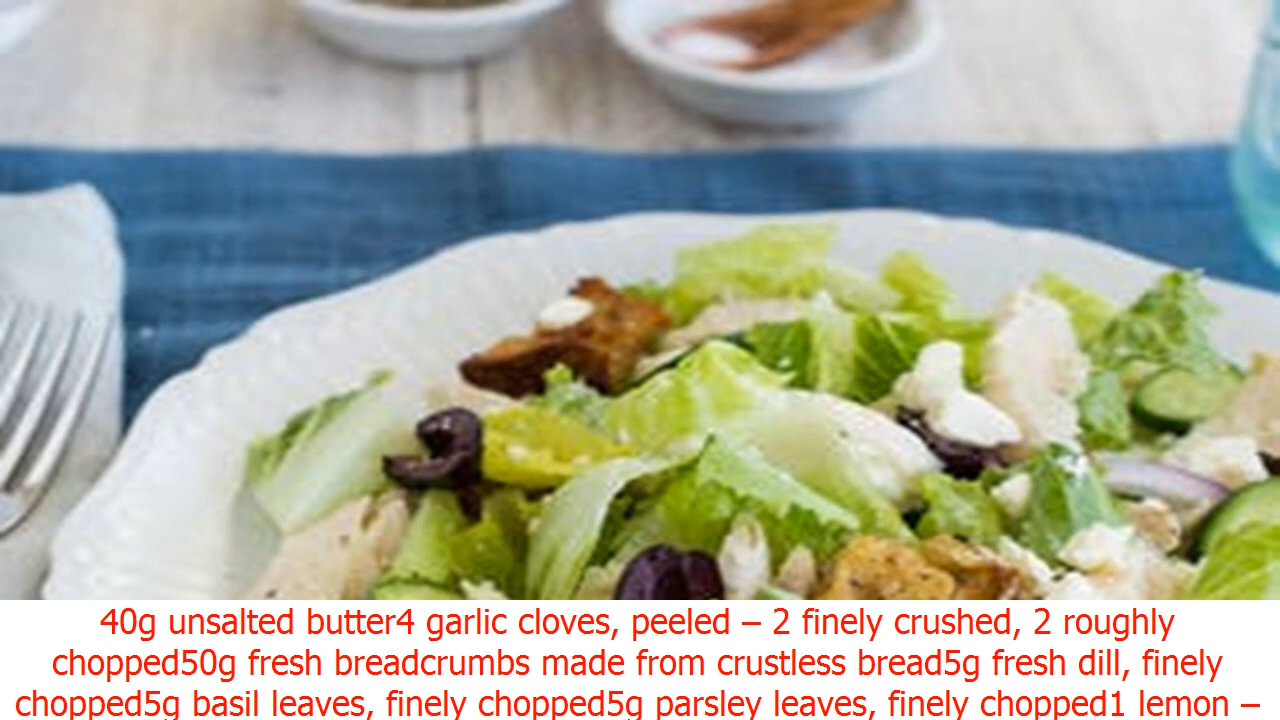 40g unsalted butter4 garlic cloves, peeled – 2 finely crushed, 2 roughly
chopped50g fresh breadcrumbs made from crustless bread5g fresh dill, finely
chopped5g basil leaves, finely chopped5g parsley leaves, finely chopped1 lemon –